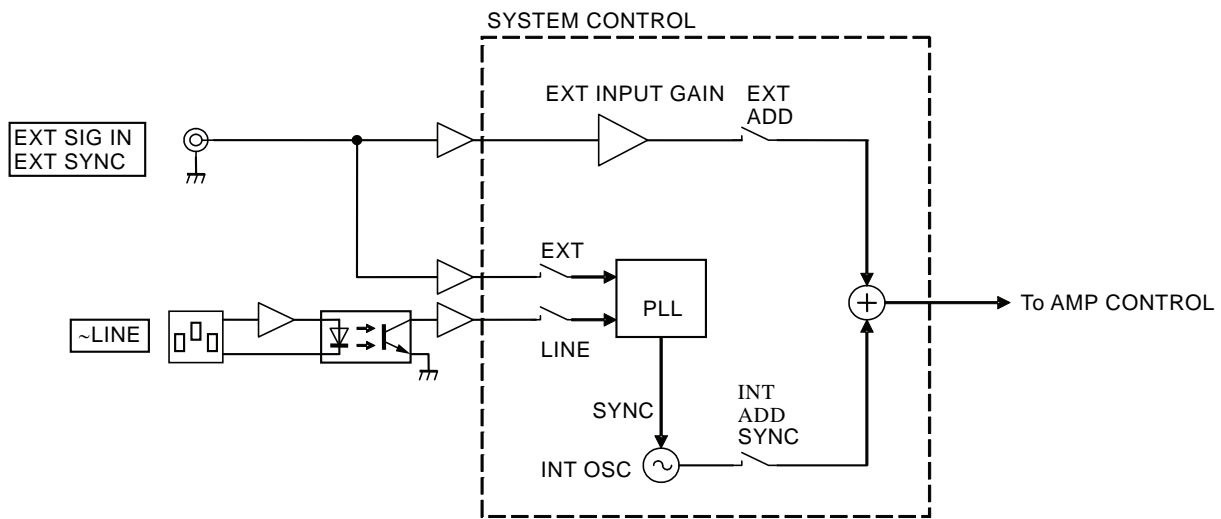 SYSTEM CONTROL
EXT INPUT GAIN
EXT
ADD
EXT SIG IN
EXT SYNC
EXT
PLL
To AMP CONTROL
~LINE
LINE
SYNC
INT
ADD
SYNC
INT OSC